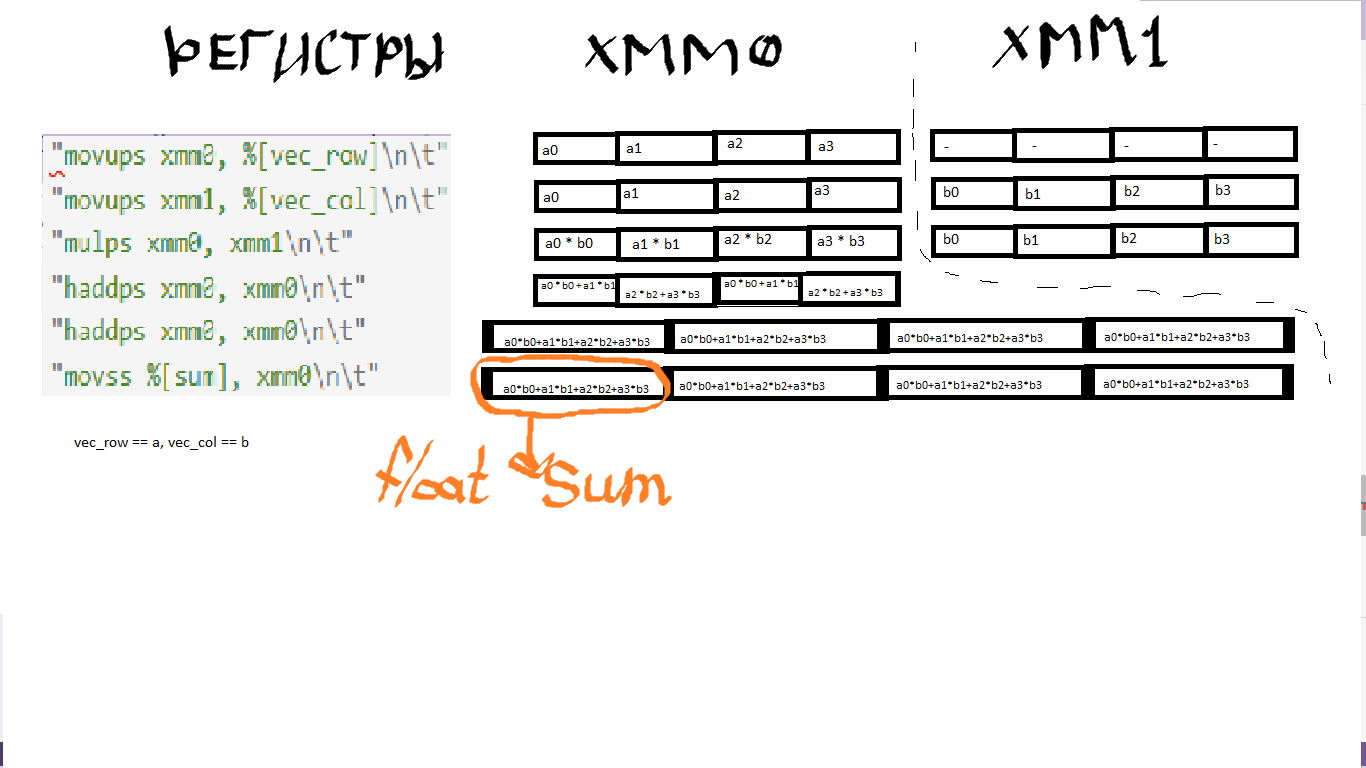 РЕГИСТРЫ XMM0 XMM1
"movups xmm0, %[vec_row]\n\t" a0 a1 a2 a3 - - - -
"movups xmm1, %[vec_col]\n\t" a0 a1 a2 a3 b0 b1 b2 b3
"mulps xmm0, xmm1\n\t" a0 * b0 a1 * b1 a2 * b2 a3 * b3 b0 b1 b2 b3
"haddps xmm0, xmm0\n\t" a0 * b0+a1 * b1 a2 * b2+a3 * b3 a0 * b0+a1 * b1 a2 * b2+a3 * b3
"haddps xmm0, xmm0\n\t" a0*b0+a1*b1+a2*b2+a3*b3 a0*b0+a1*b1+a2*b2+a3*b3 a0*b0+a1*b1+a2*b2+a3*b3 a0*b0+a1*b1+a2*b2+a3*b3
"movss %[sum], xmm0\n\t" a0*b0+a1*b1+a2*b2+a3*b3 a0*b0+a1*b1+a2*b2+a3*b3 a0*b0+a1*b1+a2*b2+a3*b3 a0*b0+a1*b1+a2*b2+a3*b3
vec_row == a, vec_col == b
float sum